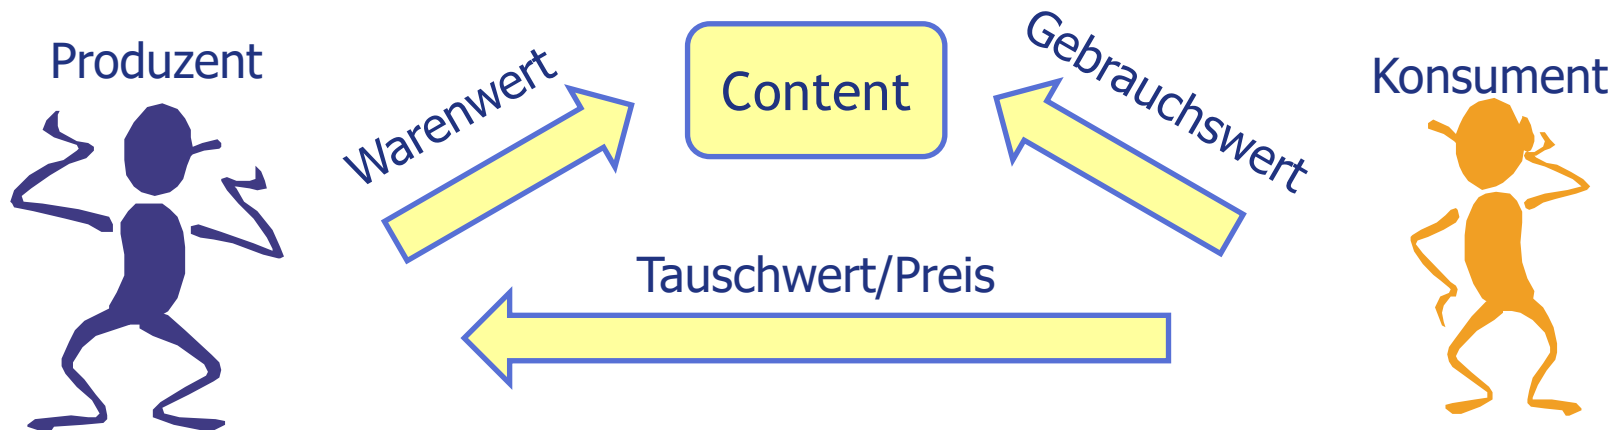 Produzent
Warenwert
Content
Gebrauchswert
Konsument
Tauschwert/Preis